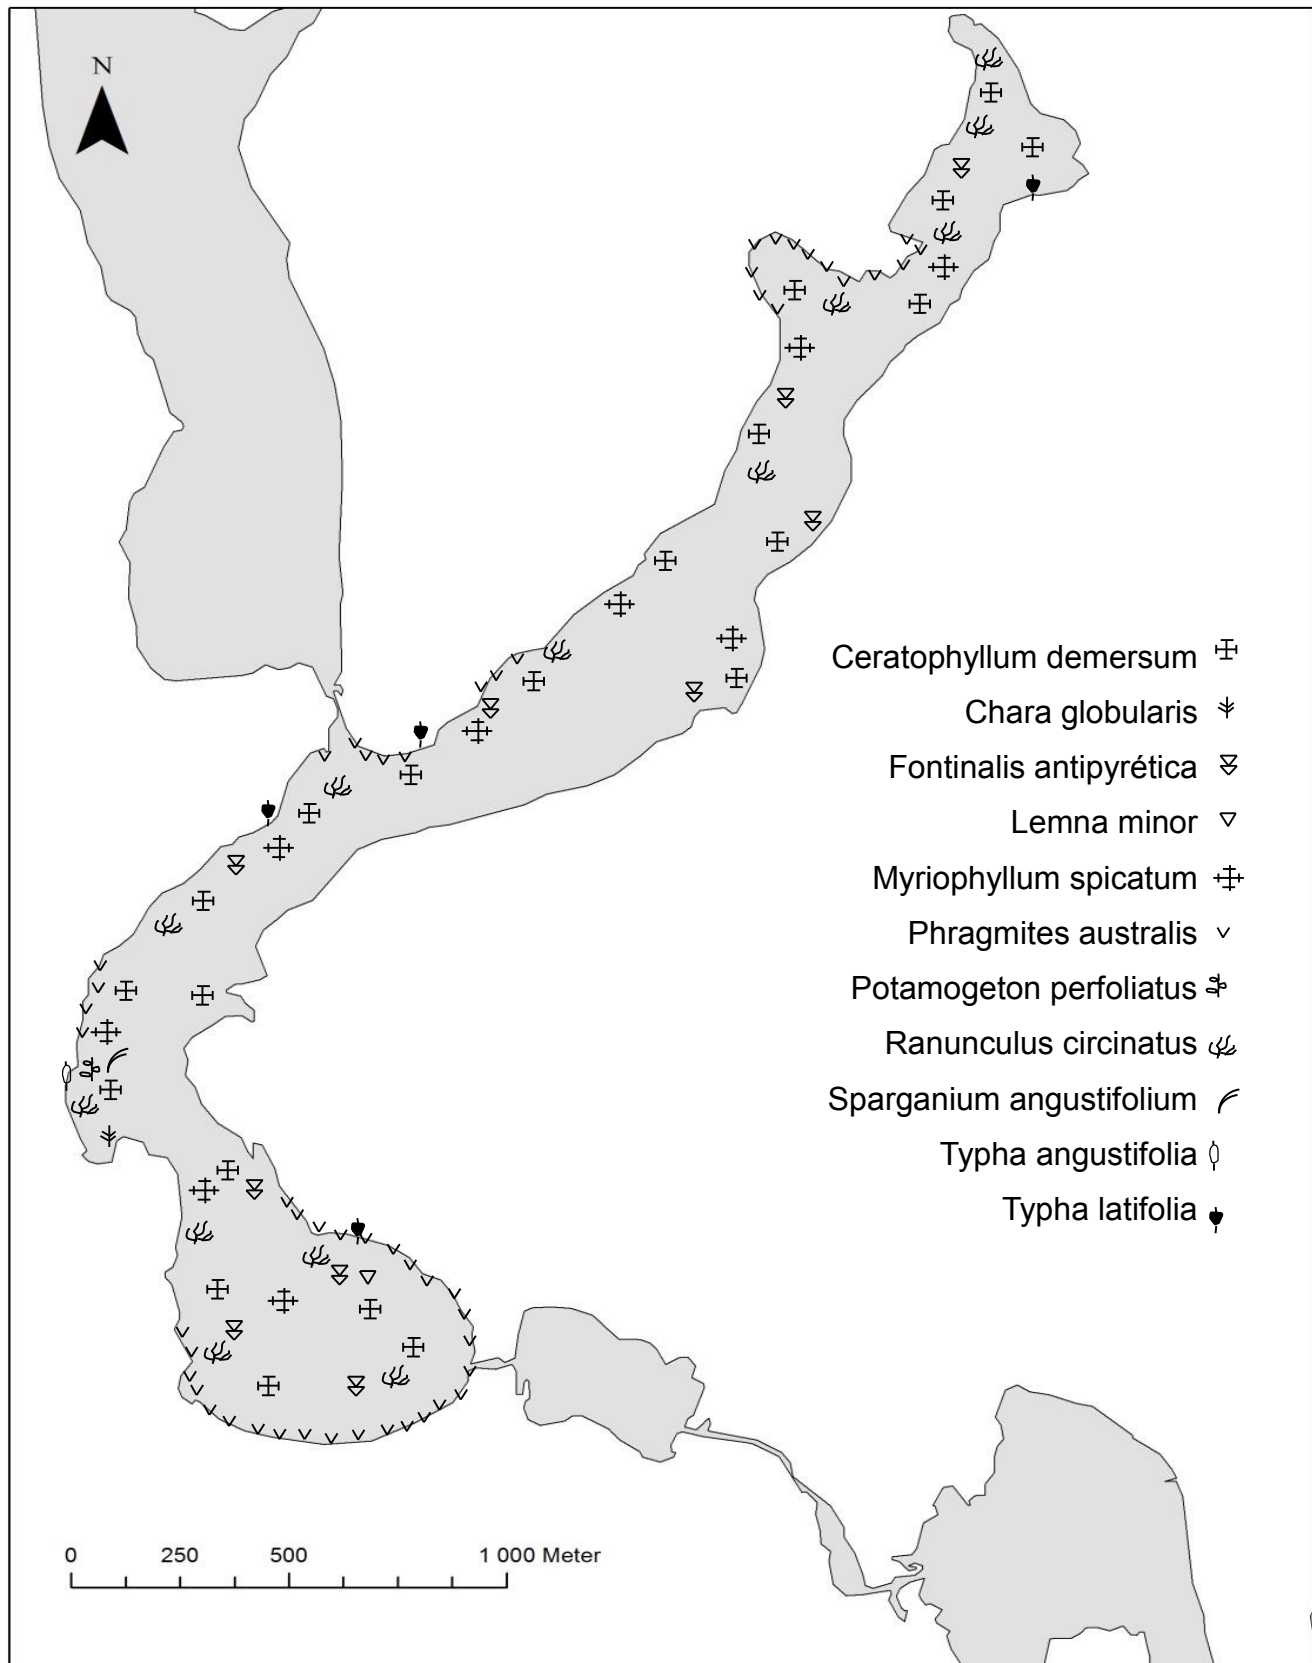 N
Ceratophyllum demersum
Chara globularis
Fontinalis antipyrética
Lemna minor
Myriophyllum spicatum
Phragmites australis
Potamogeton perfoliatus
Ranunculus circinatus
Sparganium angustifolium
Typha angustifolia
Typha latifolia
0 250 500 1 000 Meter